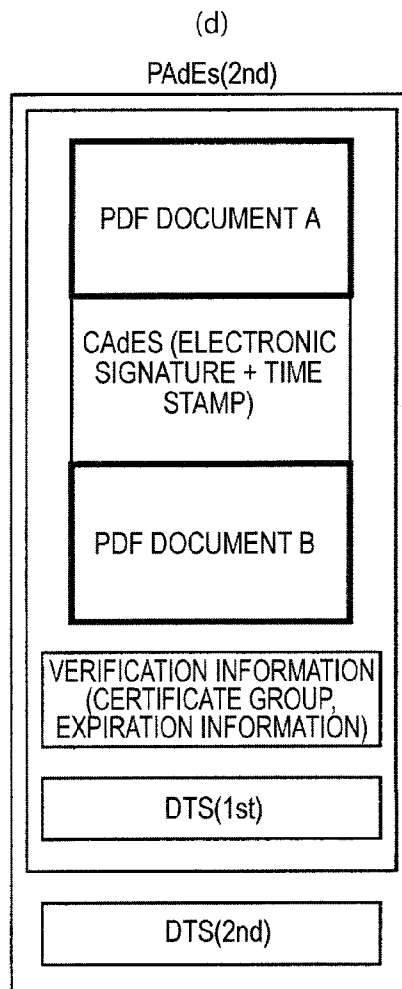 (d)
PAdEs(2nd)
PDF DOCUMENT A
CAdES (ELECTRONIC
SIGNATURE + TIME
STAMP)
PDF DOCUMENT B
VERIFICATION INFORMATION
(CERTIFICATE GROUP,
EXPIRATION INFORMATION)
DTS(1st)
DTS(2nd)